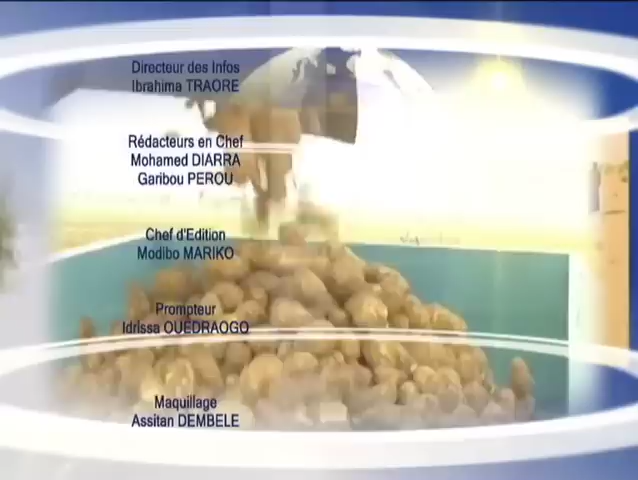 Directeur des Infos
Ibrahima TRAORE
Rédacteurs en Chef
Mohamed DIARRA
Garibou PEROU
Chef d'Edition
Modibo MARIKO
Prompteur
Idrissa OUEDRAOGO
Maquillage
Assitan DEMBELE